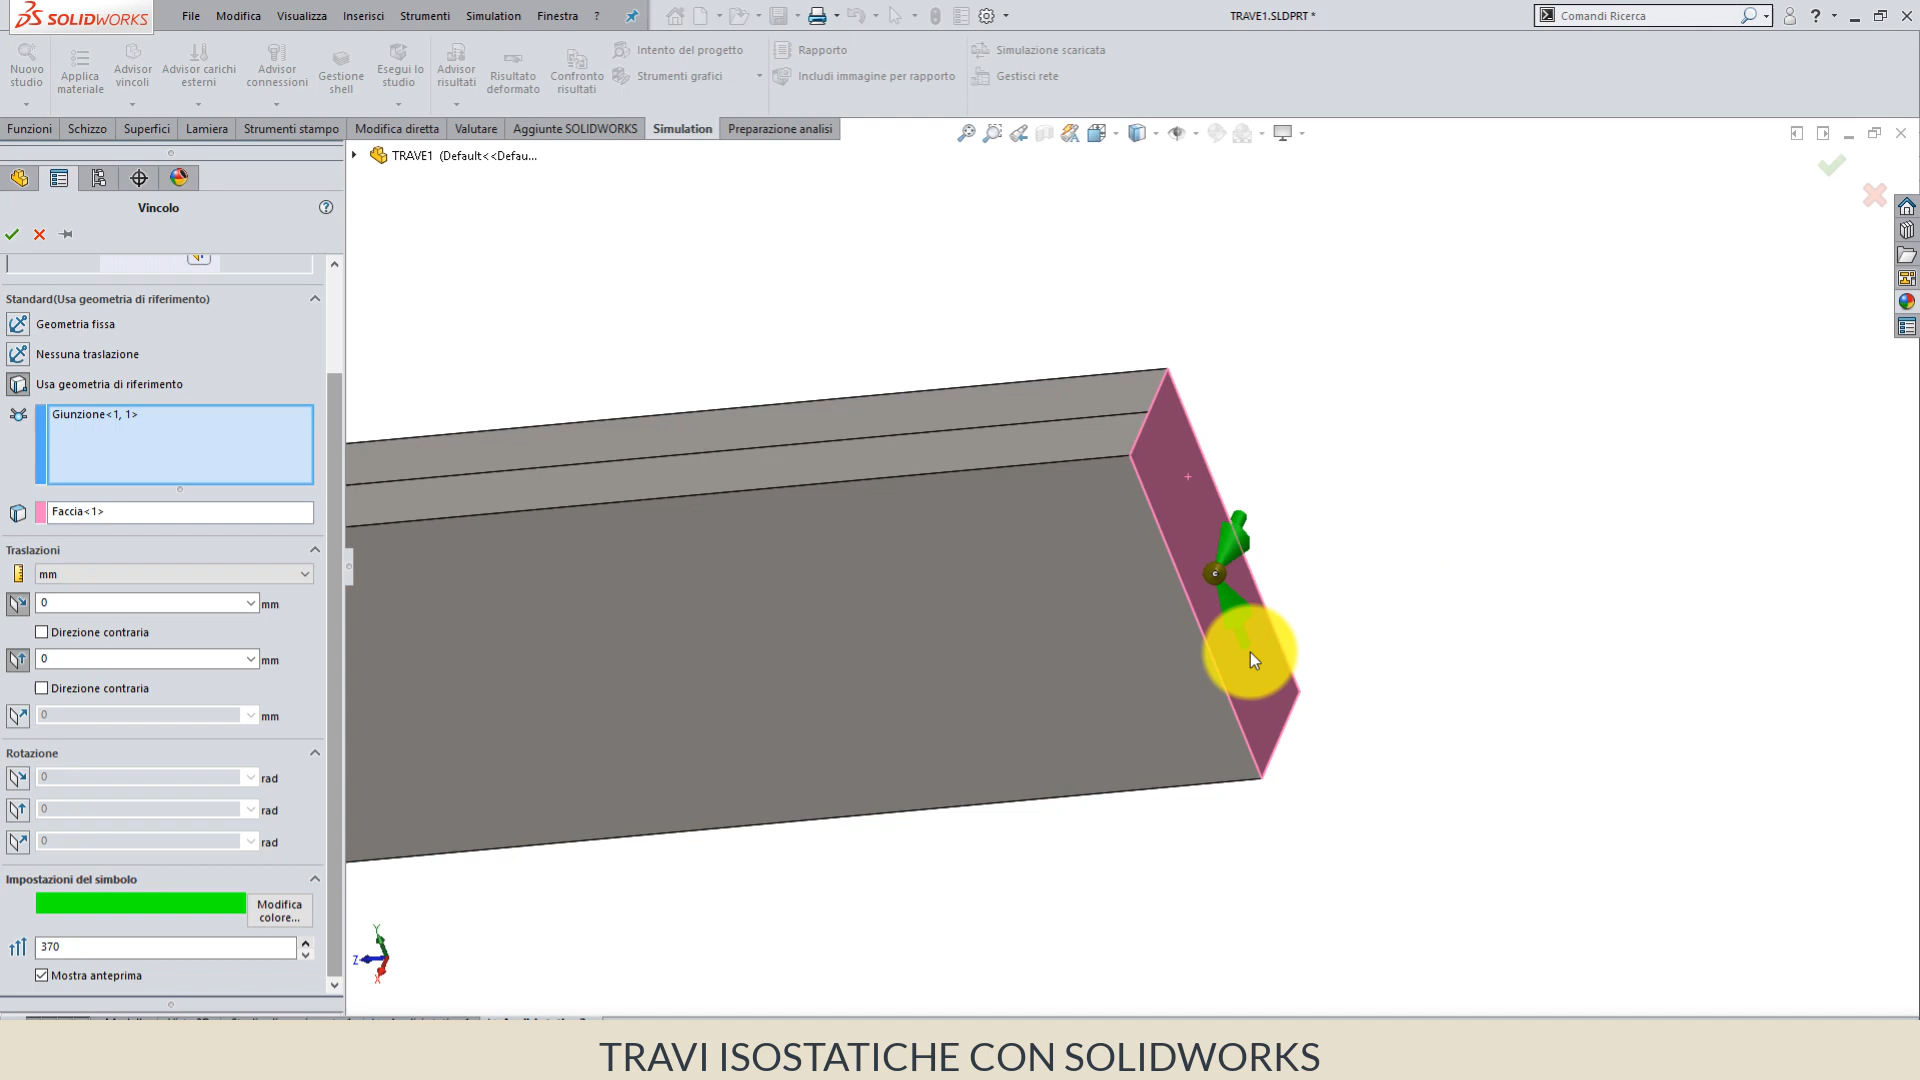 SOLIDWORKS
File Modifica Visualizza Inserisci Strumenti Simulation Finestra ?
TRAVE1.SLDPRT *
Comandi Ricerca
?
Nuovo studio
Applica materiale
Advisor vincoli
Advisor carichi esterni
Advisor connessioni
Gestione shell
Esegui lo studio
Advisor risultati
Risultato deformato
Confronto risultati
Intento del progetto
Strumenti grafici
Rapporto
Includi immagine per rapporto
Simulazione scaricata
Gestisci rete
Funzioni Schizzo Superfici Lamiera Strumenti stampo Modifica diretta Valutare Aggiunte SOLIDWORKS Simulation Preparazione analisi
TRAVE1 (Default<<Defau...
Vincolo
?
Standard(Usa geometria di riferimento)
Geometria fissa
Nessuna traslazione
Usa geometria di riferimento
Giunzione<1, 1>
Faccia<1>
Traslazioni
mm
0 mm
Direzione contraria
0 mm
Direzione contraria
0 mm
Rotazione
0 rad
0 rad
0 rad
Impostazioni del simbolo
Modifica colore...
370
Mostra anteprima
Y
Z
X
TRAVI ISOSTATICHE CON SOLIDWORKS